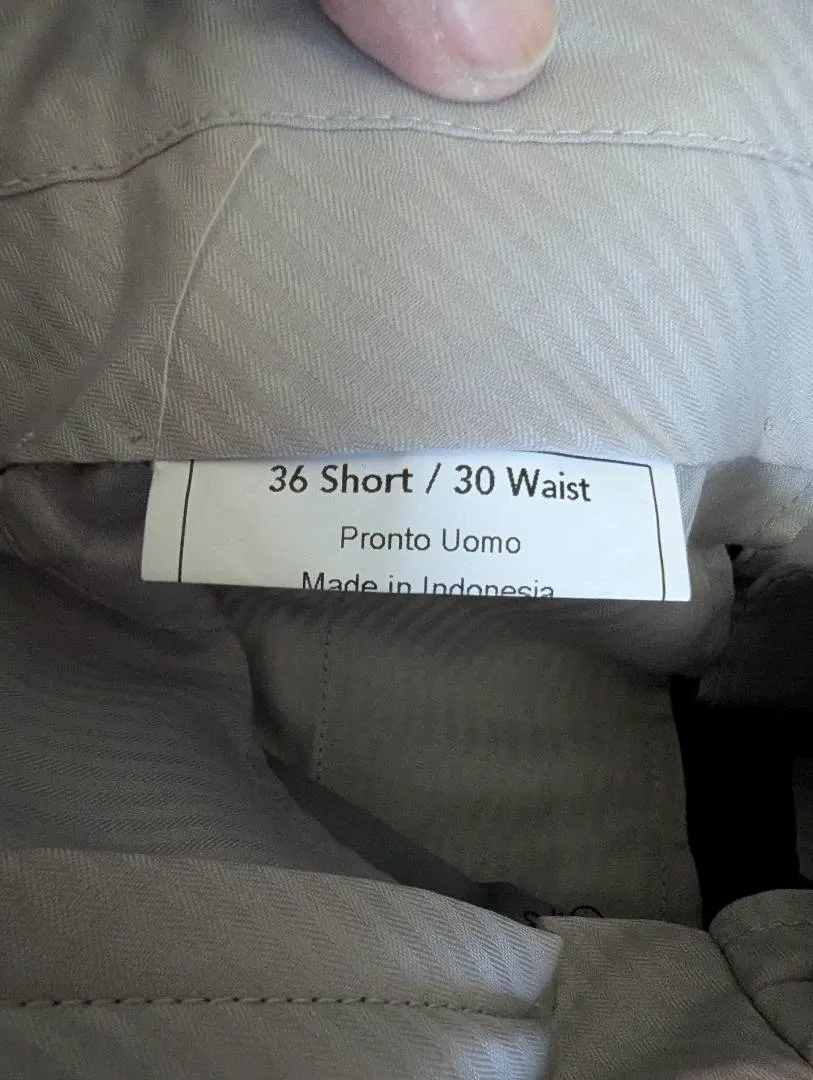 36 Short / 30 Waist
Pronto Uomo
Made in Indonesia